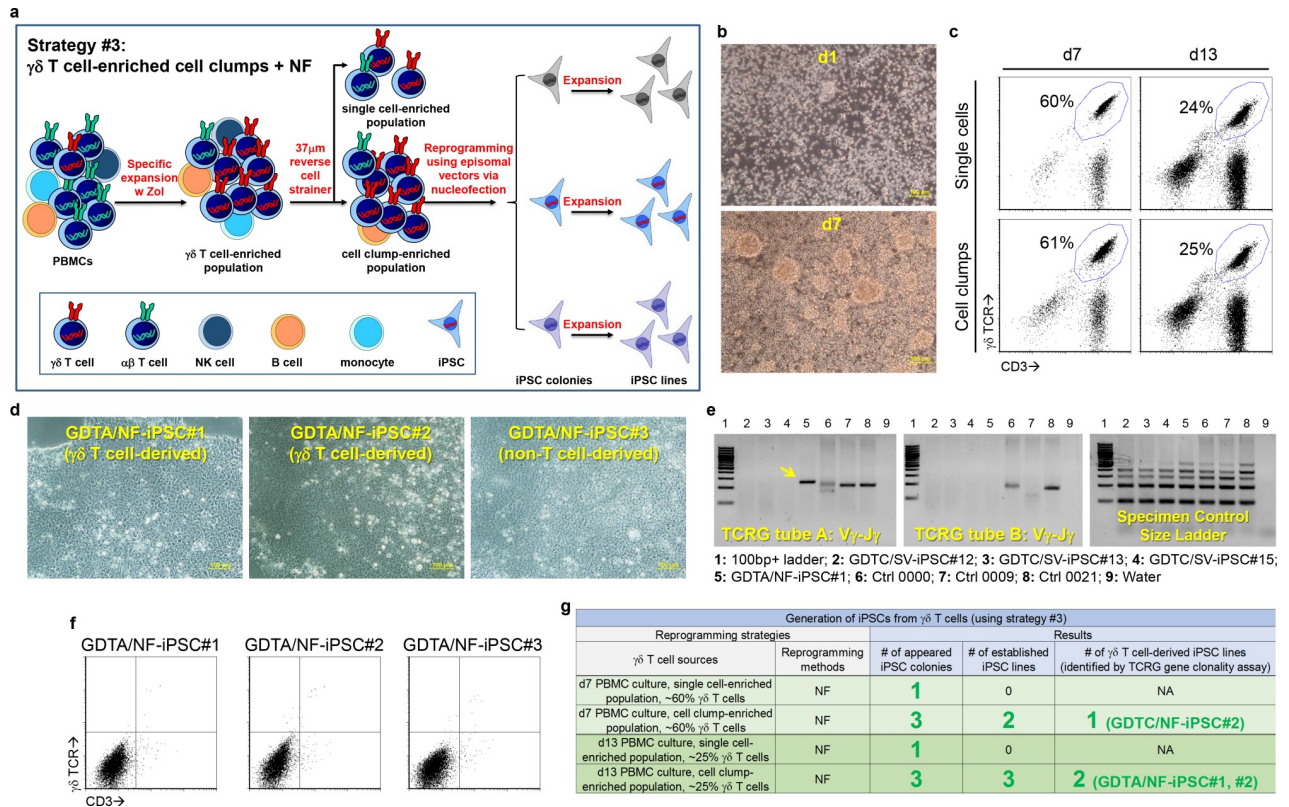 a
Strategy #3:
γδ T cell-enriched cell clumps + NF
single cell-enriched
population
Specific
expansion
w Zol
37μm
reverse
cell
strainer
Reprogramming
using episomal
vectors via
nucleofection
Expansion
Expansion
Expansion
PBMCs
γδ T cell-enriched
population
cell clump-enriched
population
γδ T cell
αβ T cell
NK cell
B cell
monocyte
iPSC
iPSC colonies
iPSC lines
b
d1
100 μm
d7
100 μm
c
d7
d13
Single cells
60%
24%
Cell clumps
61%
25%
γδ TCR→
CD3→
d
GDTA/NF-iPSC#1
(γδ T cell-derived)
100 μm
GDTA/NF-iPSC#2
(γδ T cell-derived)
100 μm
GDTA/NF-iPSC#3
(non-T cell-derived)
100 μm
e
1 2 3 4 5 6 7 8 9
1 2 3 4 5 6 7 8 9
1 2 3 4 5 6 7 8 9
TCRG tube A: Vγ-Jγ
TCRG tube B: Vγ-Jγ
Specimen Control
Size Ladder
1: 100bp+ ladder; 2: GDTC/SV-iPSC#12; 3: GDTC/SV-iPSC#13; 4: GDTC/SV-iPSC#15;
5: GDTA/NF-iPSC#1; 6: Ctrl 0000; 7: Ctrl 0009; 8: Ctrl 0021; 9: Water
f
GDTA/NF-iPSC#1
GDTA/NF-iPSC#2
GDTA/NF-iPSC#3
γδ TCR→
CD3→
g
Generation of iPSCs from γδ T cells (using strategy #3)
Reprogramming strategies
Results
γδ T cell sources
Reprogramming
methods
# of appeared
iPSC colonies
# of established
iPSC lines
# of γδ T cell-derived iPSC lines
(identified by TCRG gene clonality assay)
d7 PBMC culture, single cell-enriched
population, ~60% γδ T cells
NF
1
0
NA
d7 PBMC culture, cell clump-enriched
population, ~60% γδ T cells
NF
3
2
1 (GDTC/NF-iPSC#2)
d13 PBMC culture, single cell-
enriched population, ~25% γδ T cells
NF
1
0
NA
d13 PBMC culture, cell clump-
enriched population, ~25% γδ T cells
NF
3
3
2 (GDTA/NF-iPSC#1, #2)